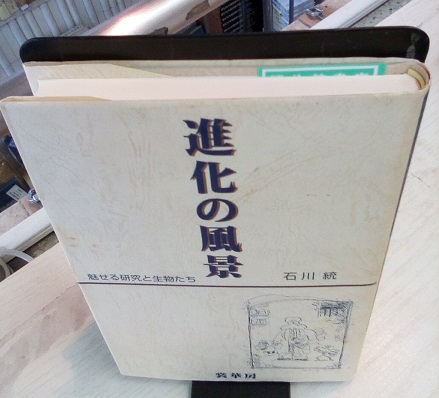 進化の風景
魅せる研究と生物たち
石川 統
裳華房